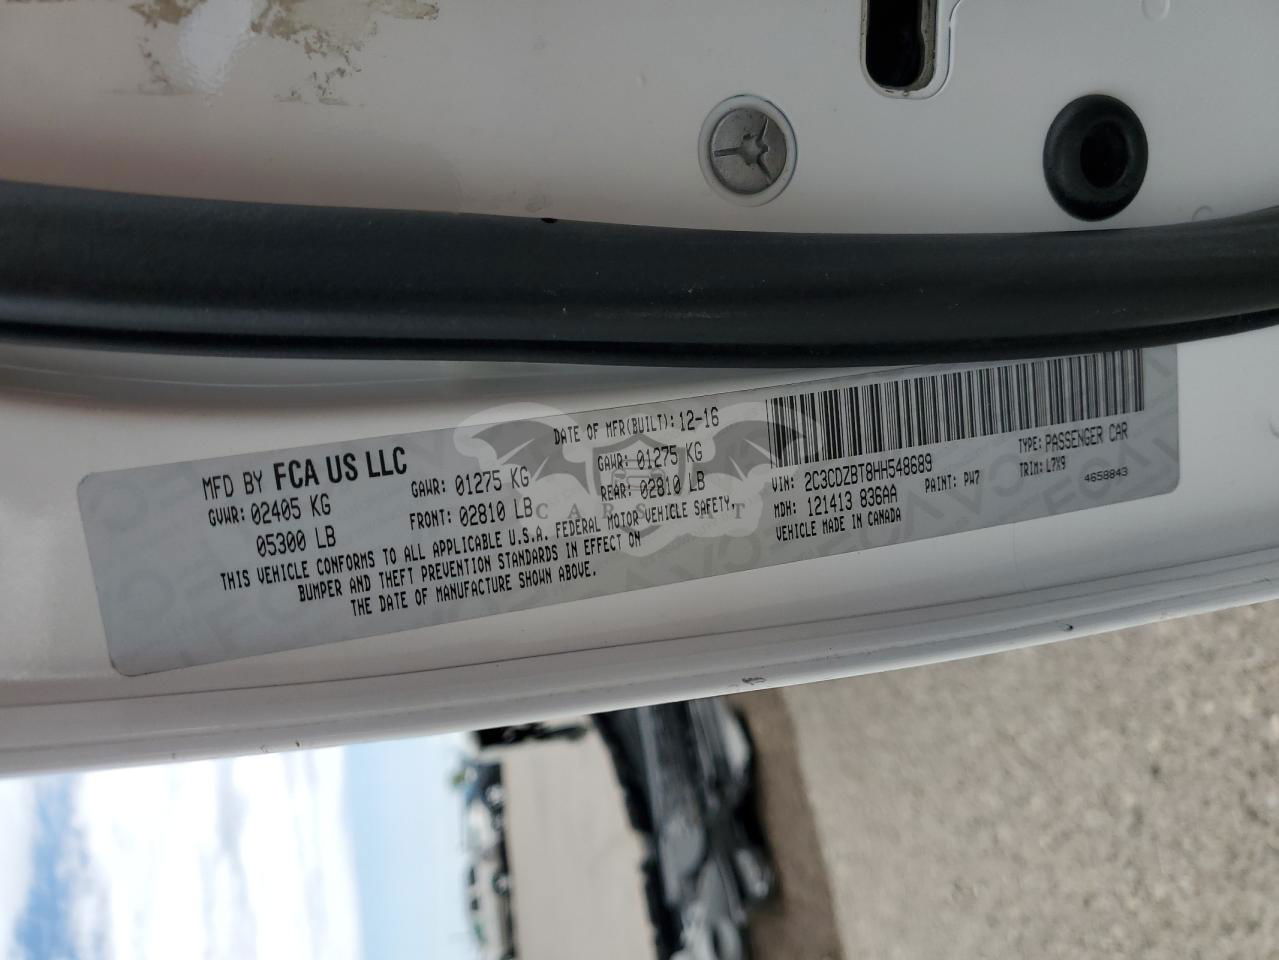 MFD BY FCA US LLC
DATE OF MFR(BUILT): 12-16
GVWR: 02405 KG
05300 LB
GAWR: 01275 KG
FRONT: 02810 LB
GAWR: 01275 KG
REAR: 02810 LB
THIS VEHICLE CONFORMS TO ALL APPLICABLE U.S.A. FEDERAL MOTOR VEHICLE SAFETY,
BUMPER AND THEFT PREVENTION STANDARDS IN EFFECT ON
THE DATE OF MANUFACTURE SHOWN ABOVE.
VIN: 2C3CDZBT8HH548689
TYPE: PASSENGER CAR
MDH: 121413 836AA
PAINT: PW7
TRIM: L7X9
VEHICLE MADE IN CANADA
4658843